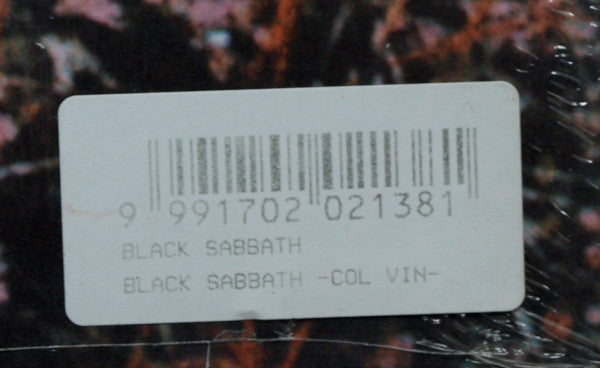 9 991702 021381
BLACK SABBATH
BLACK SABBATH -COL VIN-